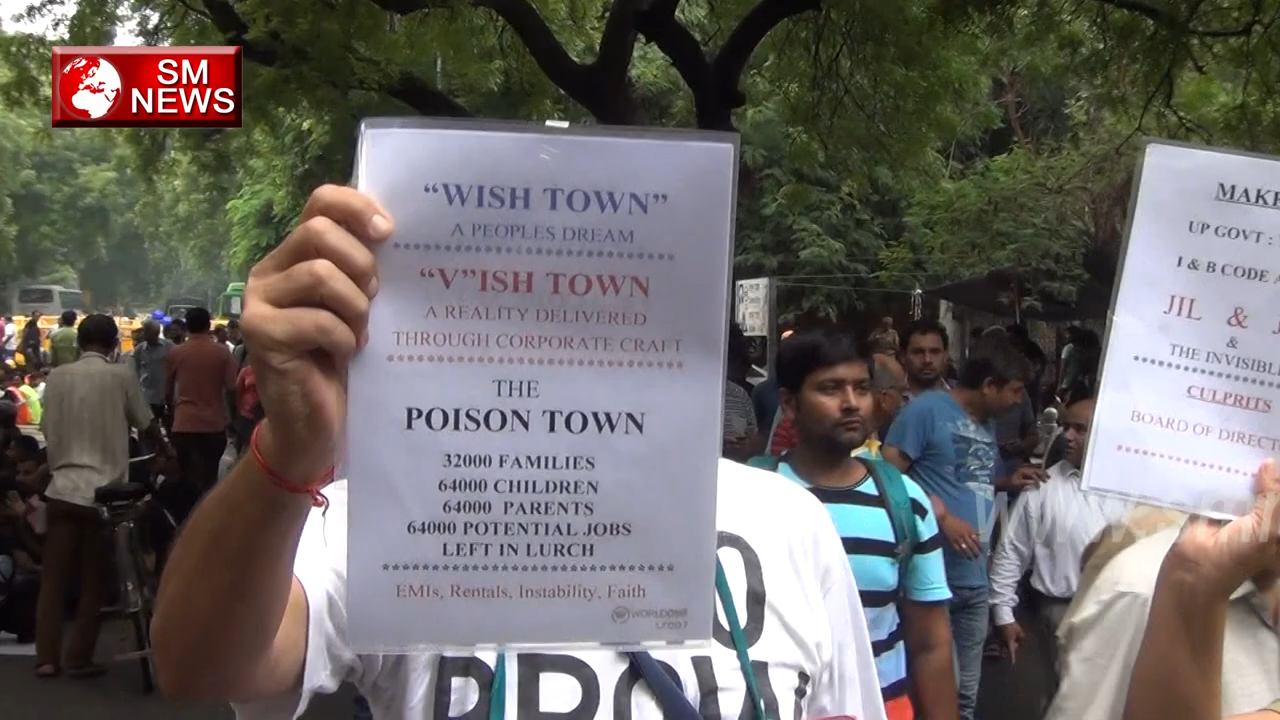 SM
NEWS
“WISH TOWN”
A PEOPLES DREAM
“V”ISH TOWN
A REALITY DELIVERED
THROUGH CORPORATE CRAFT
THE
POISON TOWN
32000 FAMILIES
64000 CHILDREN
64000 PARENTS
64000 POTENTIAL JOBS
LEFT IN LURCH
EMIs, Rentals, Instability, Faith
UP GOVT :
I & B CODE
JIL &
&
THE
CULPRITS
BOARD OF